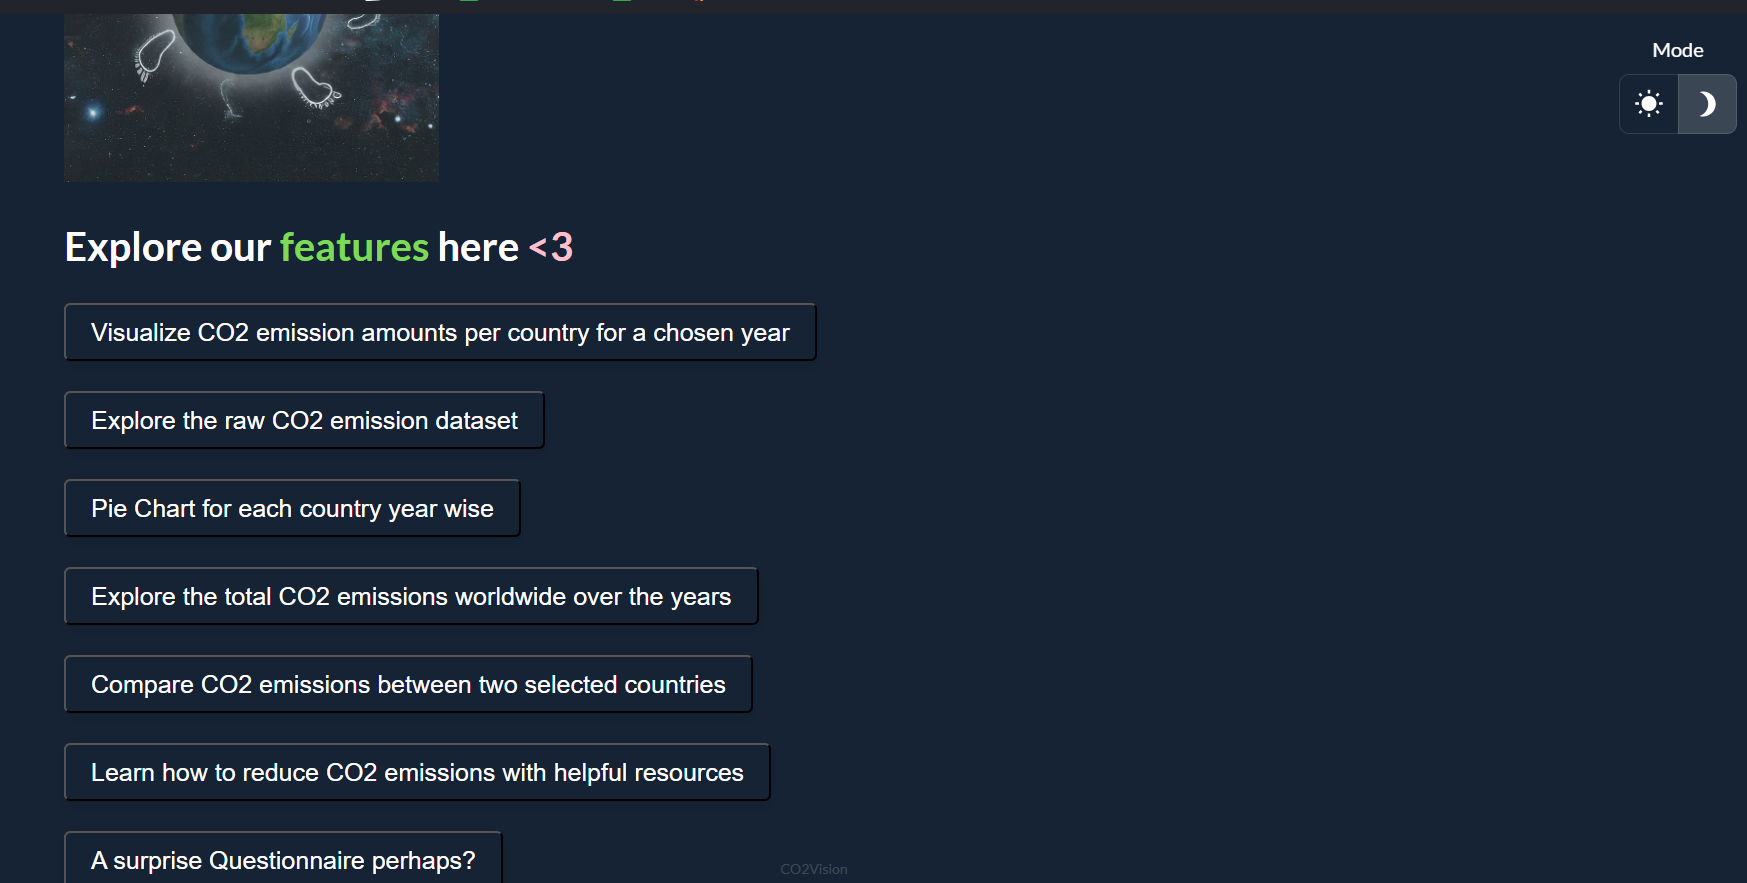 Mode
Explore our features here <3
Visualize CO2 emission amounts per country for a chosen year
Explore the raw CO2 emission dataset
Pie Chart for each country year wise
Explore the total CO2 emissions worldwide over the years
Compare CO2 emissions between two selected countries
Learn how to reduce CO2 emissions with helpful resources
A surprise Questionnaire perhaps?
CO2Vision